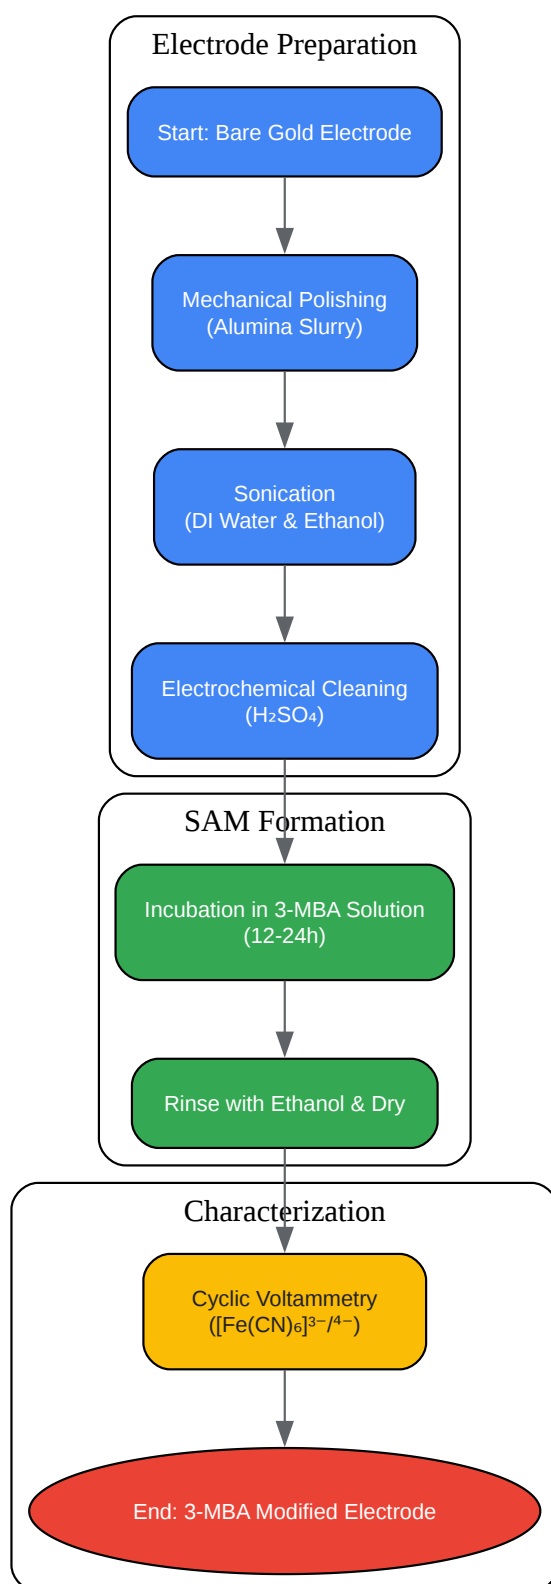 Electrode Preparation
Start: Bare Gold Electrode
Mechanical Polishing
(Alumina Slurry)
Sonication
(DI Water & Ethanol)
Electrochemical Cleaning
(H₂SO₄)
SAM Formation
Incubation in 3-MBA Solution
(12-24h)
Rinse with Ethanol & Dry
Characterization
Cyclic Voltammetry
([Fe(CN)₆]³⁻/⁴⁻)
End: 3-MBA Modified Electrode